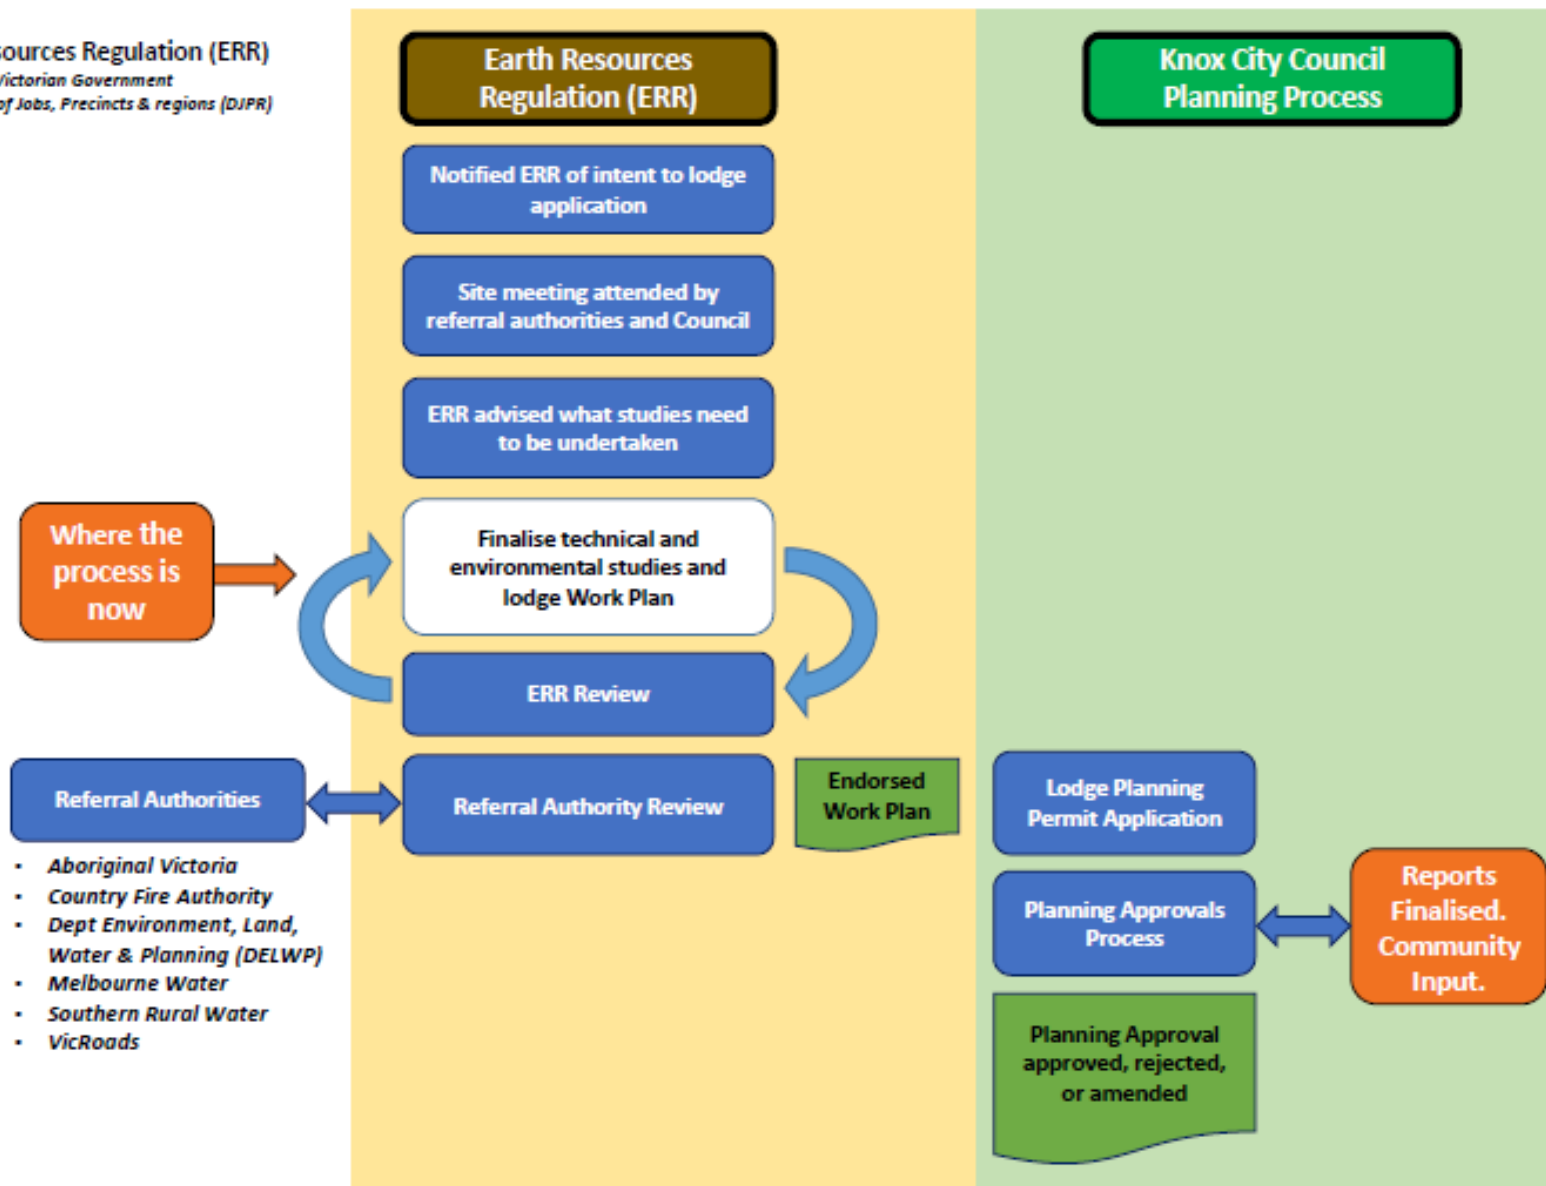 sources Regulation (ERR)
Victorian Government
of Jobs, Precincts & regions (DJPR)
Earth Resources
Regulation (ERR)
Knox City Council
Planning Process
Notified ERR of intent to lodge
application
Site meeting attended by
referral authorities and Council
ERR advised what studies need
to be undertaken
Where the
process is
now
Finalise technical and
environmental studies and
lodge Work Plan
ERR Review
Referral Authorities
Referral Authority Review
Endorsed
Work Plan
Lodge Planning
Permit Application
• Aboriginal Victoria
• Country Fire Authority
• Dept Environment, Land,
Water & Planning (DELWP)
• Melbourne Water
• Southern Rural Water
• VicRoads
Planning Approvals
Process
Reports
Finalised.
Community
Input.
Planning Approval
approved, rejected,
or amended